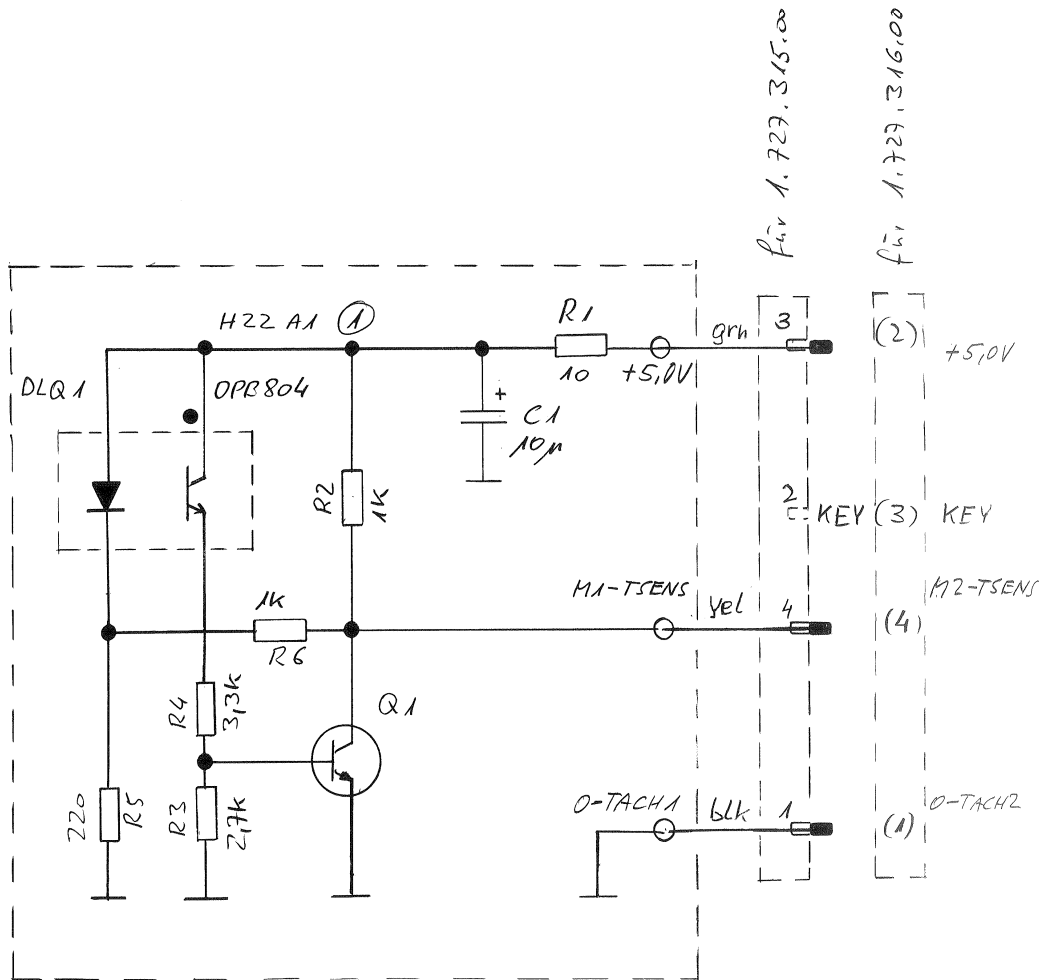 für 1.727.315.00
für 1.727.316.00
H22 A1 1
R1
grn
3
(2)
+5,0V
DLQ1
OPB804
10
+5,0V
+
C1
10µ
R2
1K
2
KEY
(3)
KEY
1K
R6
M1-TSENS
yel
4
M2-TSENS
(4)
R4
3,3K
Q1
220
R5
R3
2,7K
0-TACH1
blk
1
(1)
0-TACH2